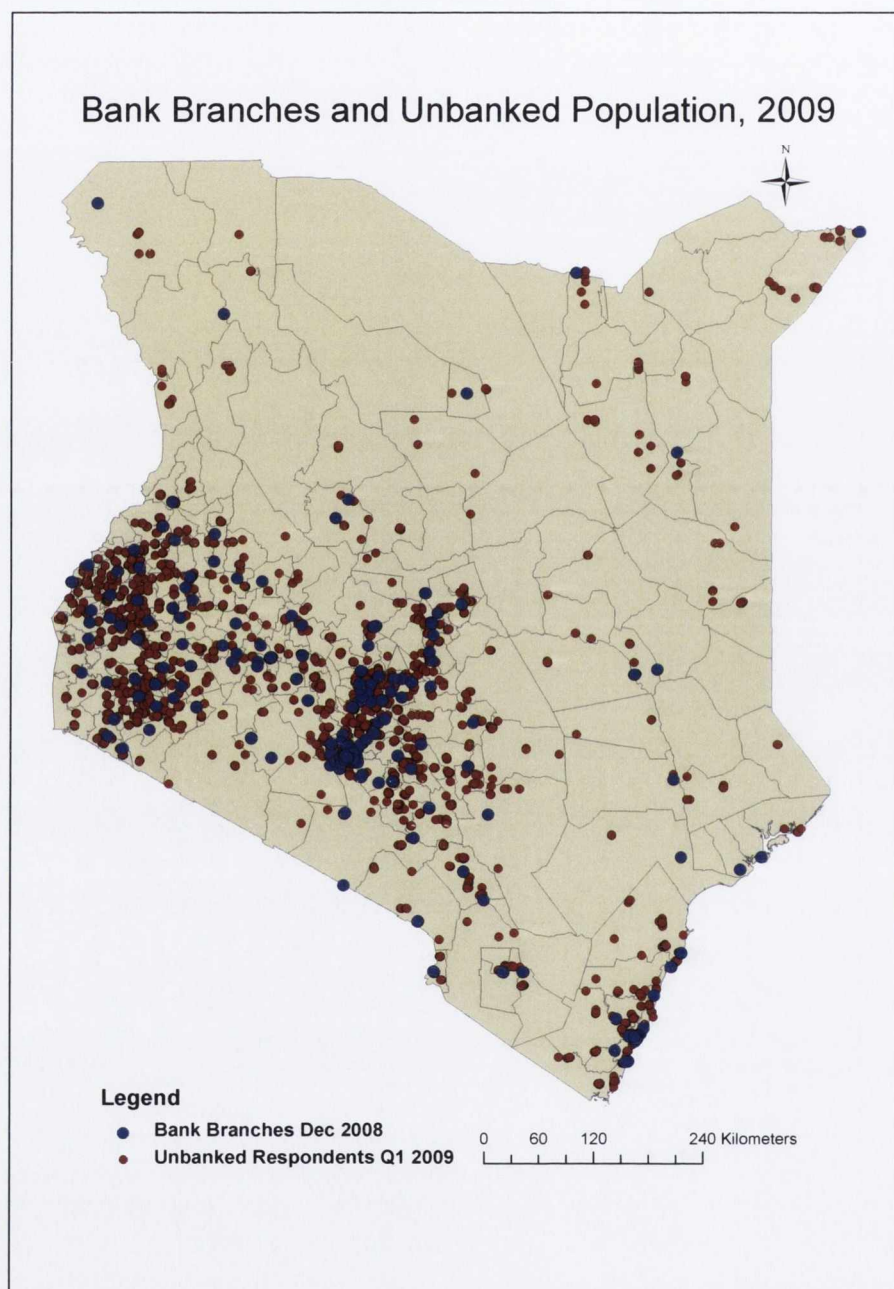 Bank Branches and Unbanked Population, 2009
N
Legend
Bank Branches Dec 2008
Unbanked Respondents Q1 2009
0 60 120 240 Kilometers